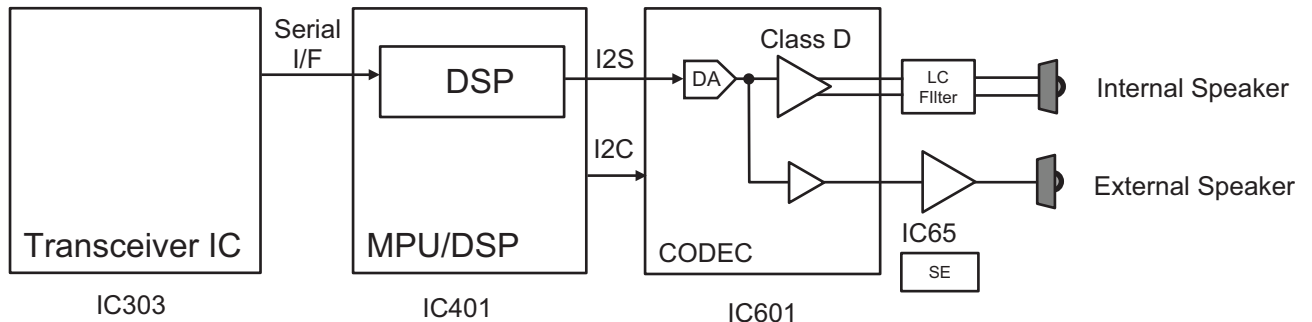 Serial
I/F
DSP
I2S
I2C
DA
Class D
LC
FIlter
Internal Speaker
External Speaker
Transceiver IC
MPU/DSP
CODEC
IC65
SE
IC303
IC401
IC601